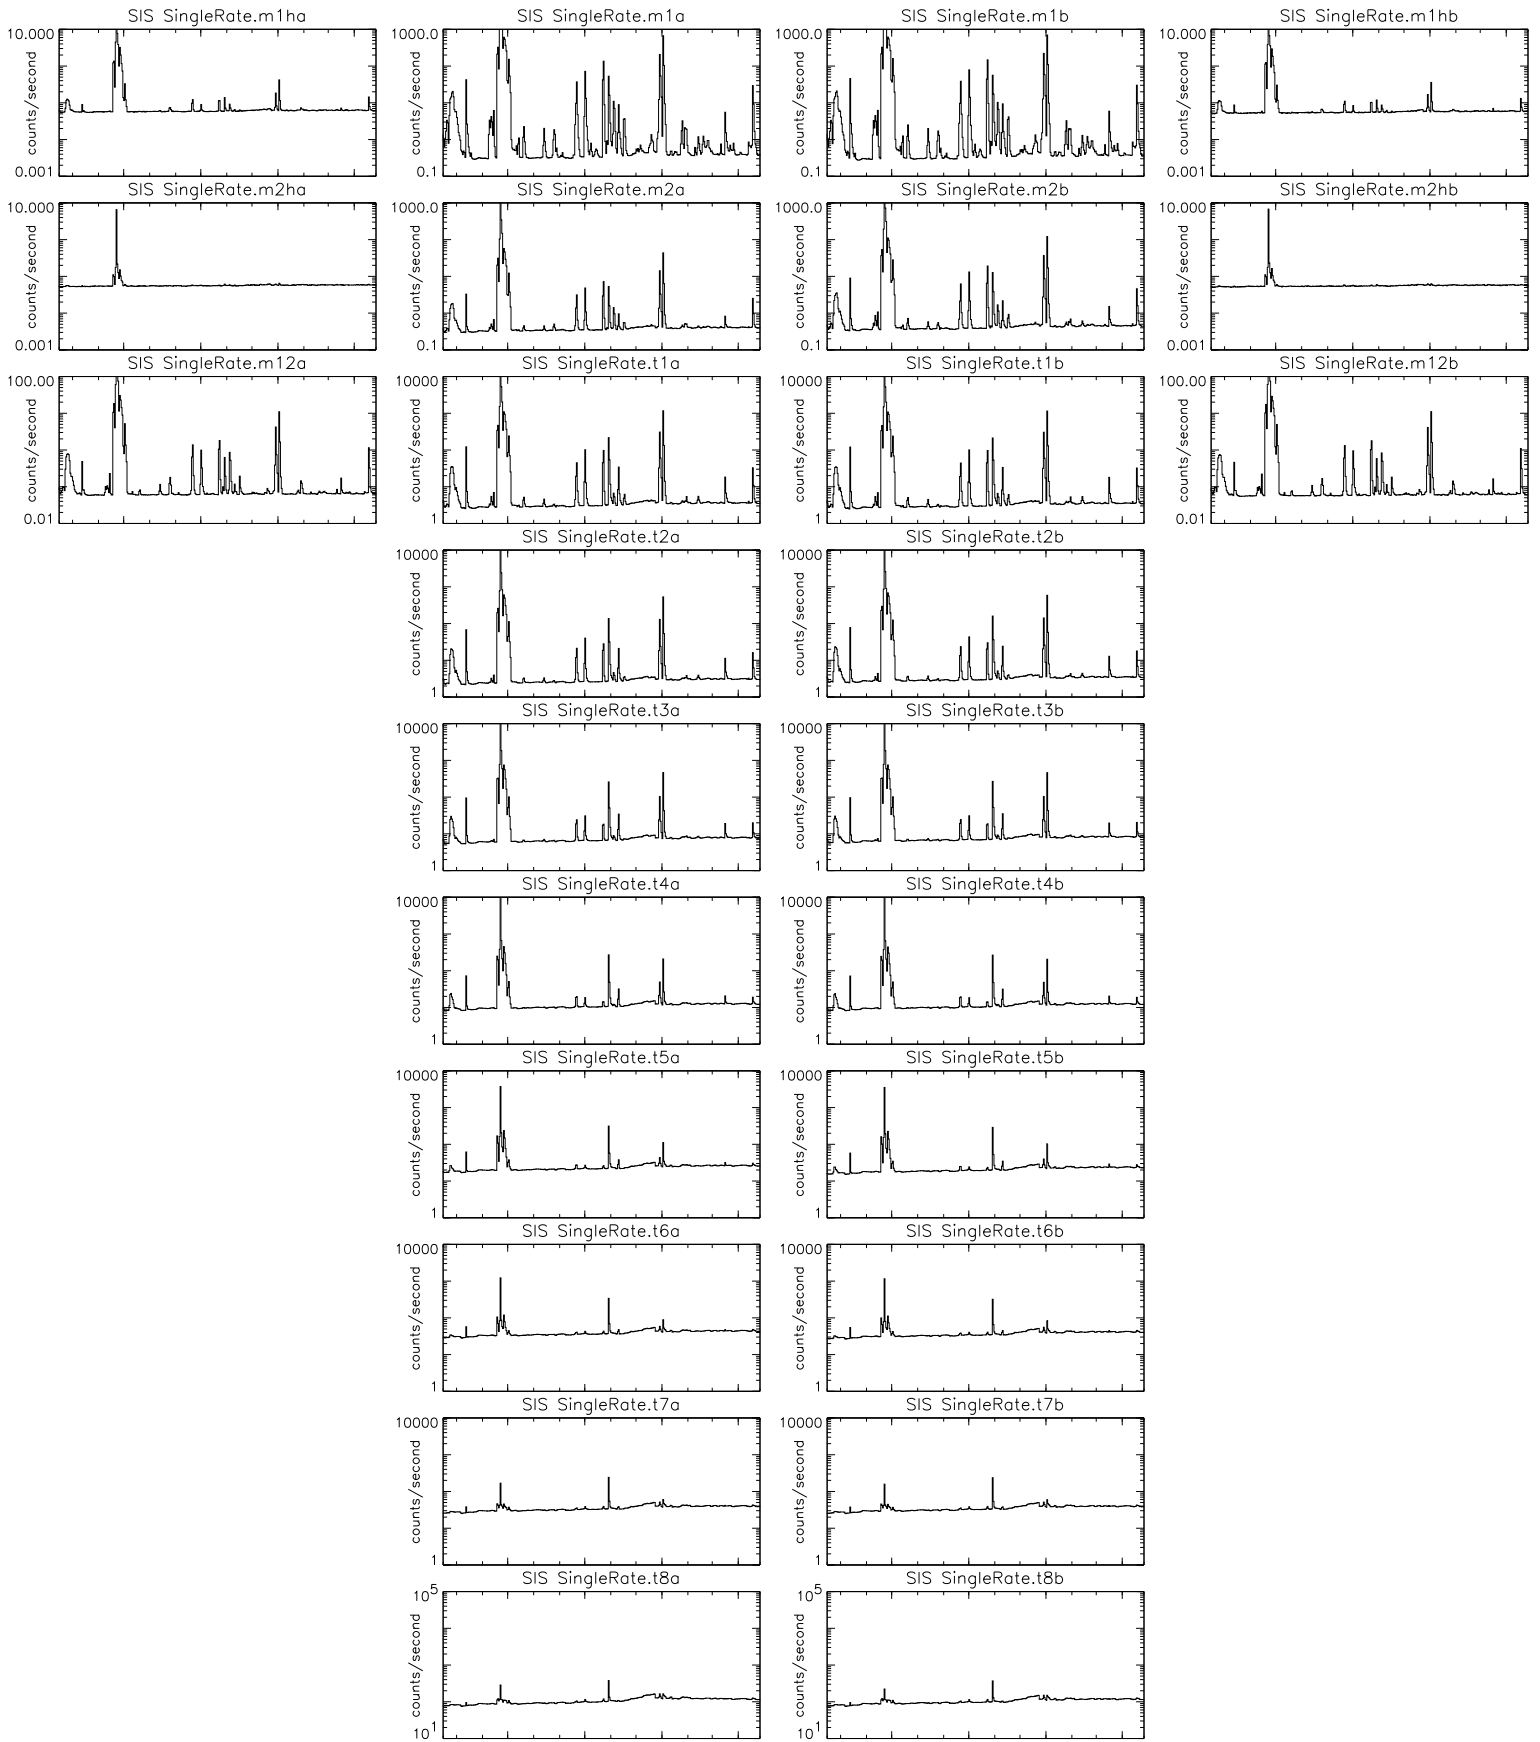 SIS SingleRate.m1ha
10.000
counts/second
0.001
SIS SingleRate.m1a
1000.0
counts/second
0.1
SIS SingleRate.m1b
1000.0
counts/second
0.1
SIS SingleRate.m1hb
10.000
counts/second
0.001
SIS SingleRate.m2ha
10.000
counts/second
0.001
SIS SingleRate.m2a
1000.0
counts/second
0.1
SIS SingleRate.m2b
1000.0
counts/second
0.1
SIS SingleRate.m2hb
10.000
counts/second
0.001
SIS SingleRate.m12a
100.00
counts/second
0.01
SIS SingleRate.t1a
10000
counts/second
1
SIS SingleRate.t1b
10000
counts/second
1
SIS SingleRate.m12b
100.00
counts/second
0.01
SIS SingleRate.t2a
10000
counts/second
1
SIS SingleRate.t2b
10000
counts/second
1
SIS SingleRate.t3a
10000
counts/second
1
SIS SingleRate.t3b
10000
counts/second
1
SIS SingleRate.t4a
10000
counts/second
1
SIS SingleRate.t4b
10000
counts/second
1
SIS SingleRate.t5a
10000
counts/second
1
SIS SingleRate.t5b
10000
counts/second
1
SIS SingleRate.t6a
10000
counts/second
1
SIS SingleRate.t6b
10000
counts/second
1
SIS SingleRate.t7a
10000
counts/second
1
SIS SingleRate.t7b
10000
counts/second
1
SIS SingleRate.t8a
10^5
counts/second
10^1
SIS SingleRate.t8b
10^5
counts/second
10^1